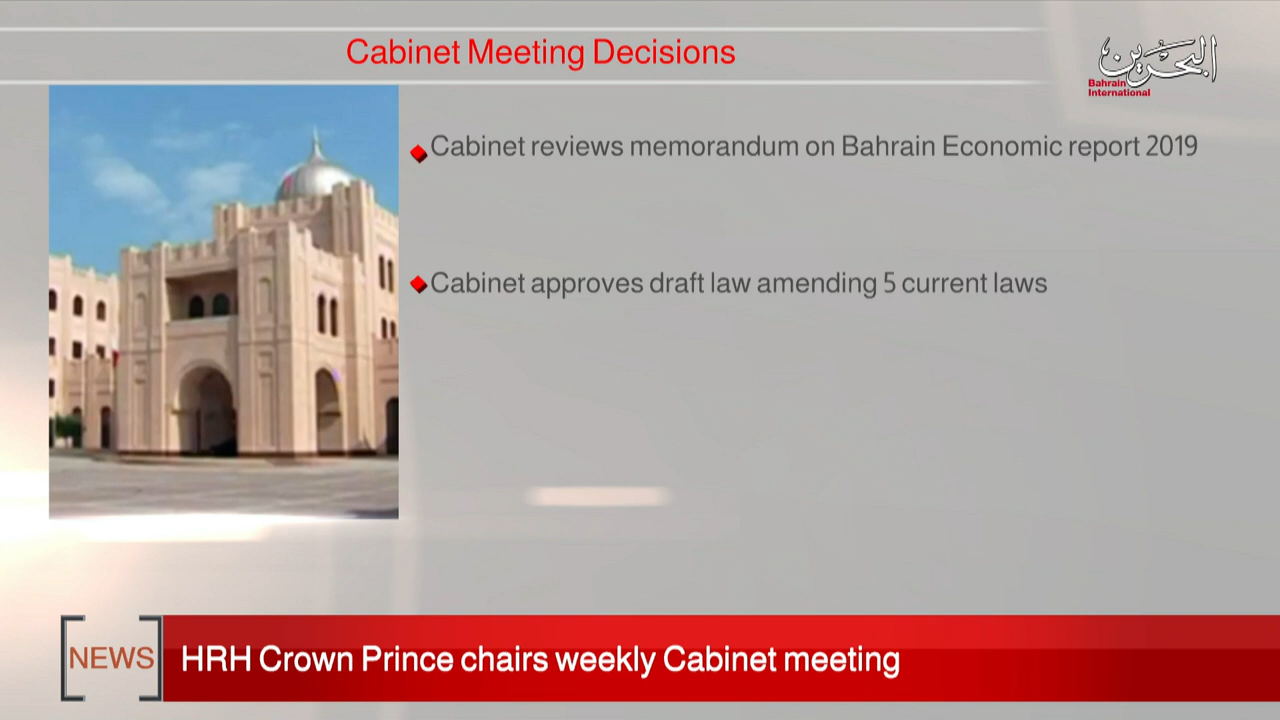 Cabinet Meeting Decisions
البحرين
Bahrain
International
Cabinet reviews memorandum on Bahrain Economic report 2019
Cabinet approves draft law amending 5 current laws
NEWS
HRH Crown Prince chairs weekly Cabinet meeting